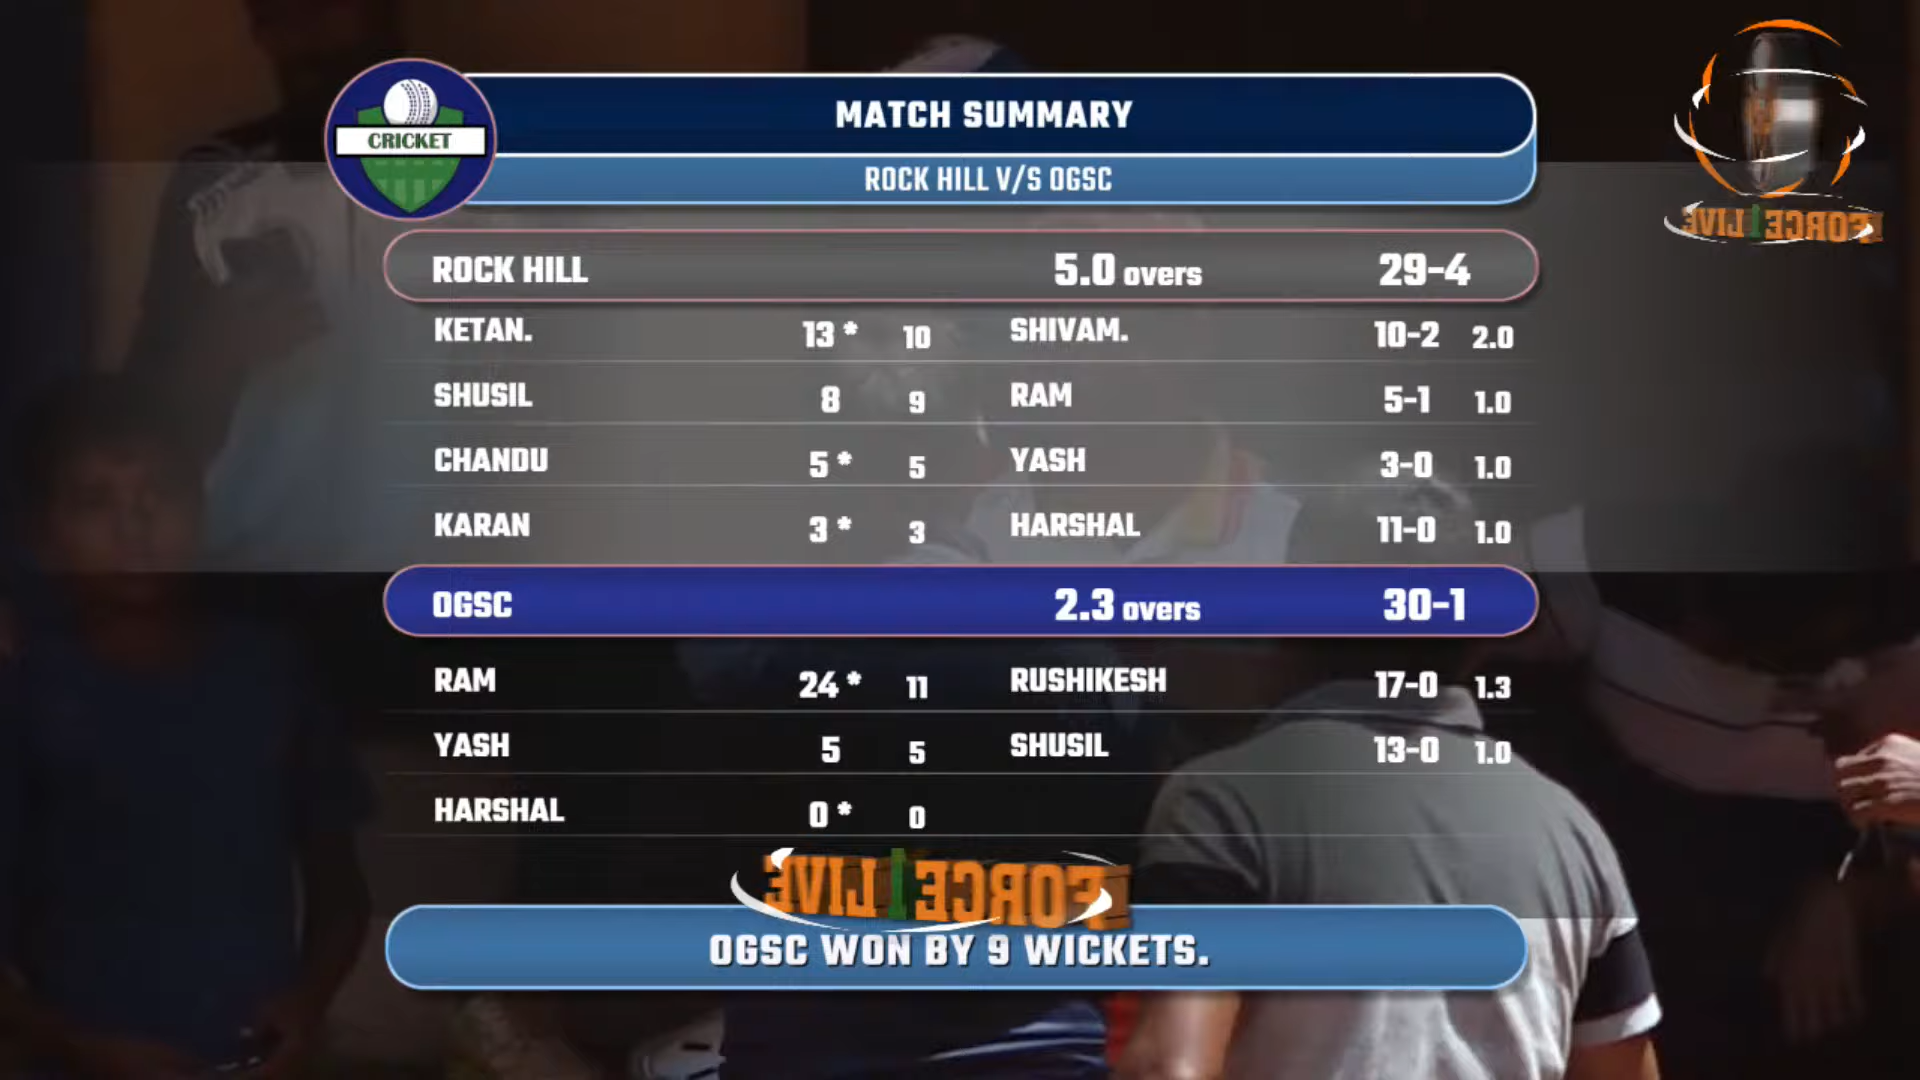 MATCH SUMMARY
CRICKET
ROCK HILL V/S OGSC
FORCE1LIVE
ROCK HILL 5.0 overs 29-4
KETAN. 13 * 10 SHIVAM. 10-2 2.0
SHUSIL 8 9 RAM 5-1 1.0
CHANDU 5 * 5 YASH 3-0 1.0
KARAN 3 * 3 HARSHAL 11-0 1.0
OGSC 2.3 overs 30-1
RAM 24 * 11 RUSHIKESH 17-0 1.3
YASH 5 5 SHUSIL 13-0 1.0
HARSHAL 0 * 0
FORCE1LIVE
OGSC WON BY 9 WICKETS.